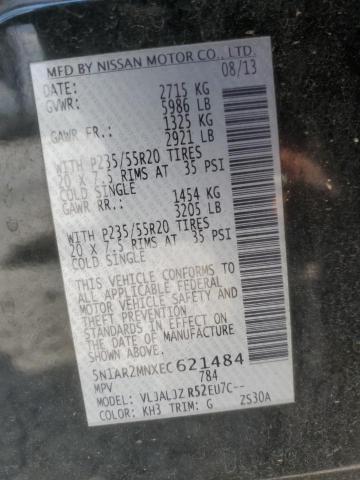 MFD BY NISSAN MOTOR CO., LTD.
DATE: 08/13
GVWR: 2715 KG
5986 LB
GAWR FR.: 1325 KG
2921 LB
WITH P235/55R20 TIRES
20 X 7.5 RIMS AT 35 PSI
COLD SINGLE
GAWR RR.: 1454 KG
3205 LB
WITH P235/55R20 TIRES
20 X 7.5 RIMS AT 35 PSI
COLD SINGLE
THIS VEHICLE CONFORMS TO
ALL APPLICABLE FEDERAL
MOTOR VEHICLE SAFETY AND
THEFT PREVENTION
STANDARDS IN EFFECT ON
THE DATE OF MANUFACTURE
5N1AR2MNXEC621484
MPV 784
MODEL: VLJALJZ R52EU7C--
COLOR: KH3 TRIM: G ZS30A